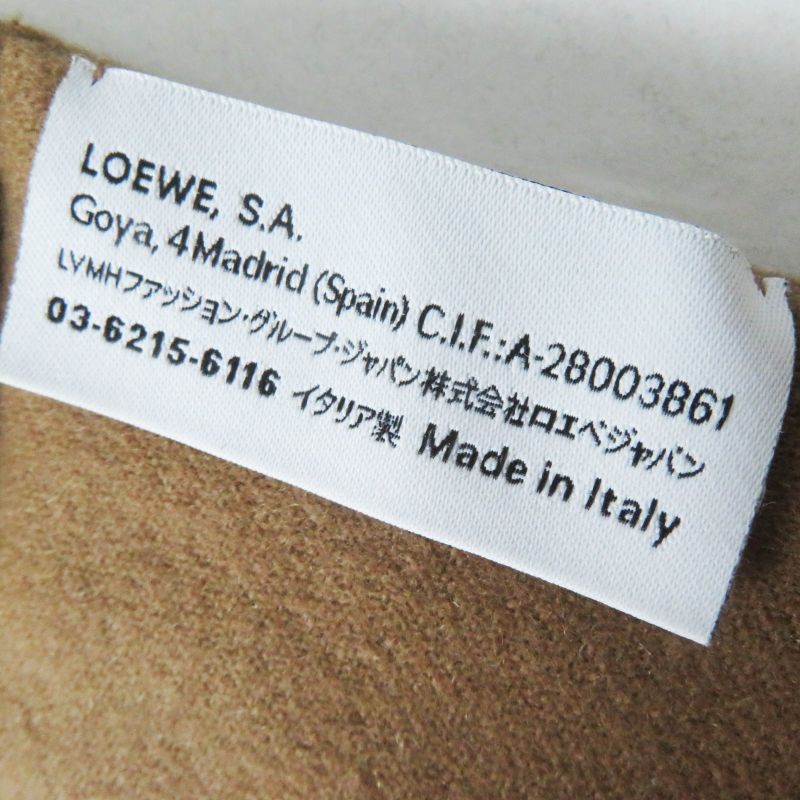 LOEWE, S.A.
Goya, 4 Madrid (Spain) C.I.F.:A-28003861
LVMHファッション・グループ・ジャパン株式会社ロエベジャパン
03-6215-6116 イタリア製 Made in Italy